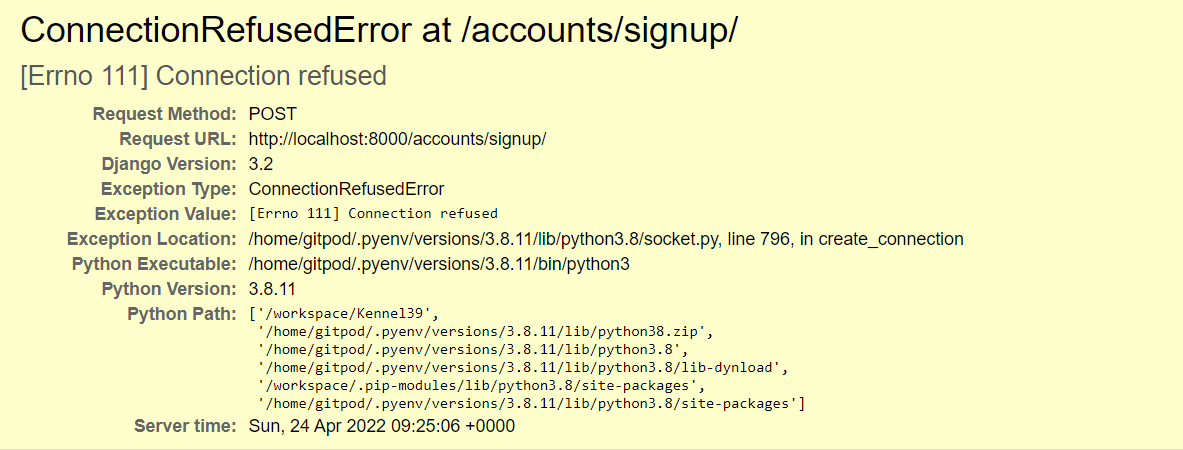 ConnectionRefusedError at /accounts/signup/
[Errno 111] Connection refused
Request Method: POST
Request URL: http://localhost:8000/accounts/signup/
Django Version: 3.2
Exception Type: ConnectionRefusedError
Exception Value: [Errno 111] Connection refused
Exception Location: /home/gitpod/.pyenv/versions/3.8.11/lib/python3.8/socket.py, line 796, in create_connection
Python Executable: /home/gitpod/.pyenv/versions/3.8.11/bin/python3
Python Version: 3.8.11
Python Path: ['/workspace/Kennel39',
'/home/gitpod/.pyenv/versions/3.8.11/lib/python38.zip',
'/home/gitpod/.pyenv/versions/3.8.11/lib/python3.8',
'/home/gitpod/.pyenv/versions/3.8.11/lib/python3.8/lib-dynload',
'/workspace/.pip-modules/lib/python3.8/site-packages',
'/home/gitpod/.pyenv/versions/3.8.11/lib/python3.8/site-packages']
Server time: Sun, 24 Apr 2022 09:25:06 +0000